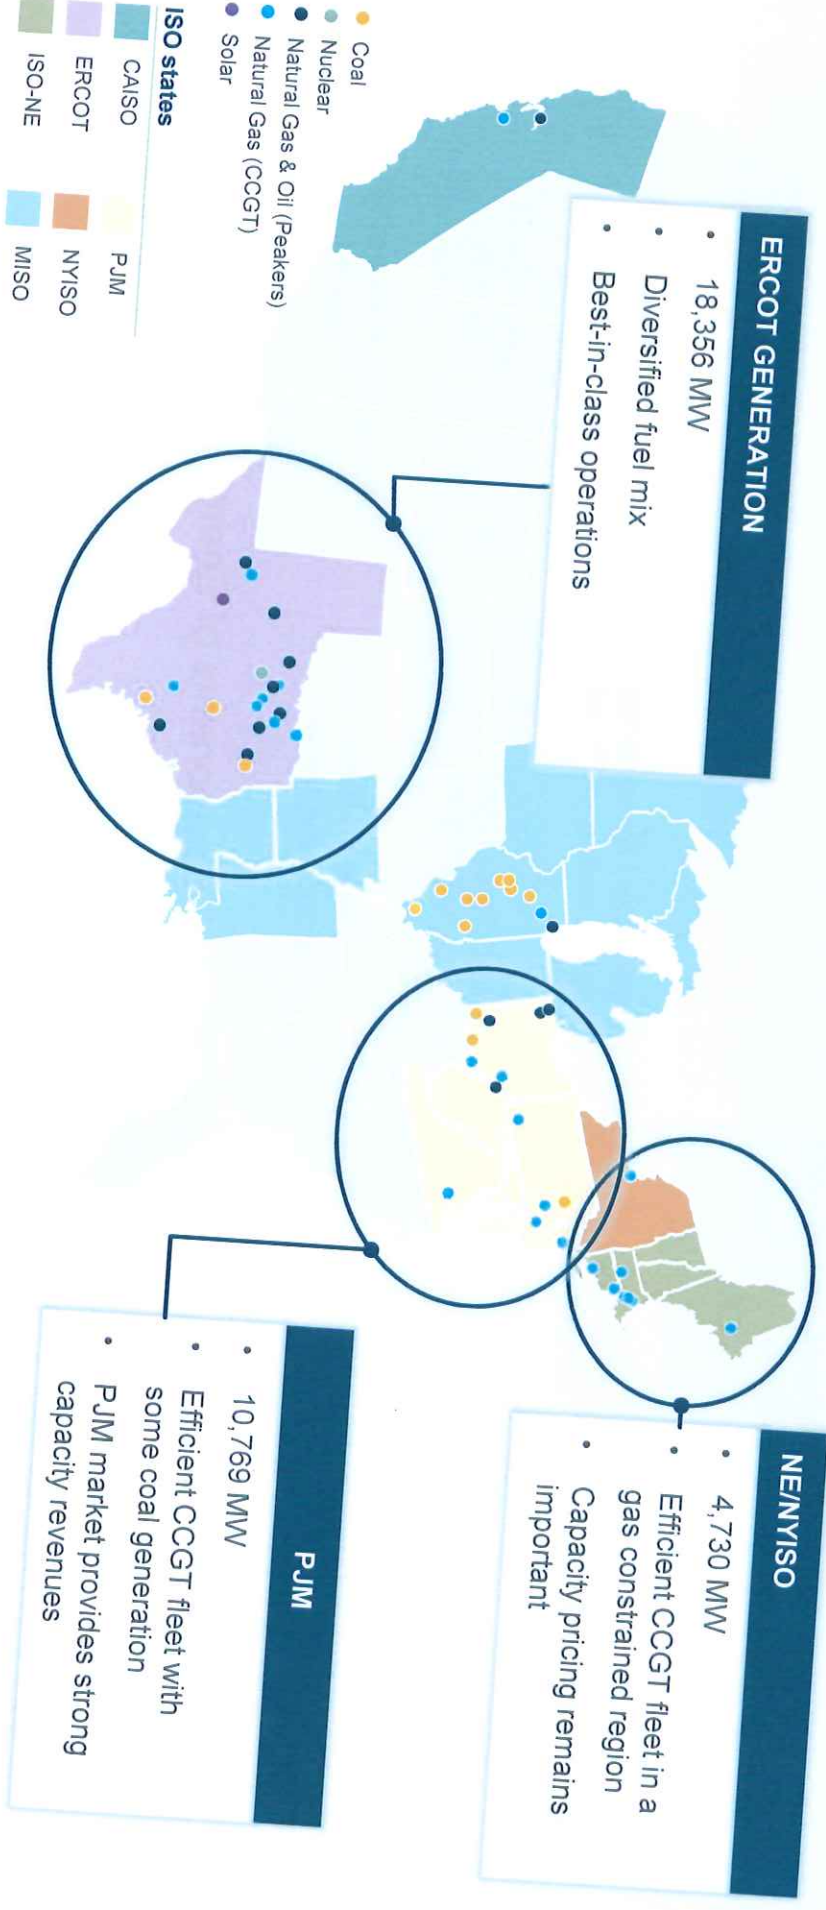 ERCOT GENERATION
• 18,356 MW
• Diversified fuel mix
• Best-in-class operations
NE/NYISO
• 4,730 MW
• Efficient CCGT fleet in a
gas constrained region
• Capacity pricing remains
important
PJM
• 10,769 MW
• Efficient CCGT fleet with
some coal generation
• PJM market provides strong
capacity revenues
Coal
Nuclear
Natural Gas & Oil (Peakers)
Natural Gas (CCGT)
Solar
ISO states
CAISO
PJM
ERCOT
NYISO
ISO-NE
MISO